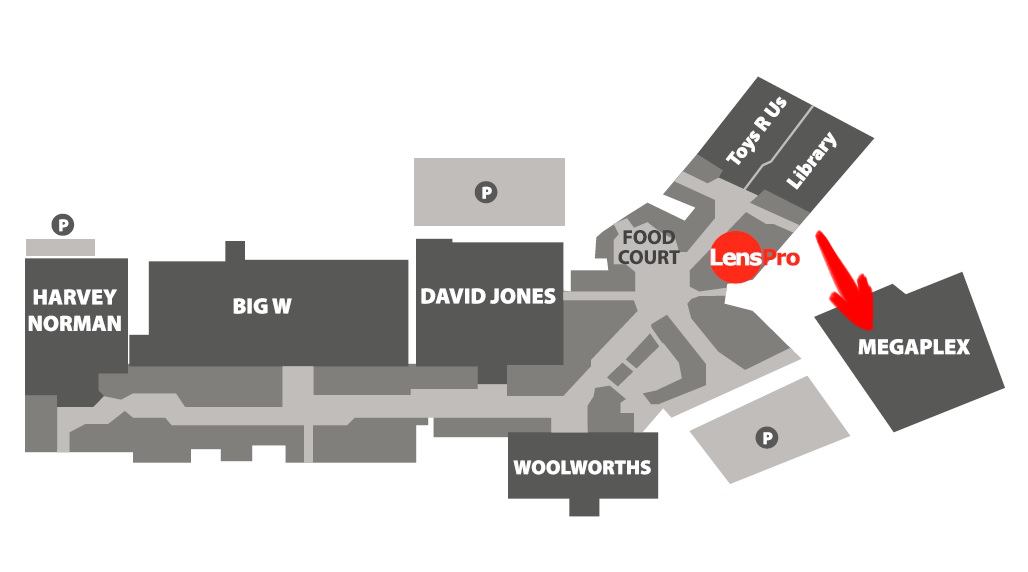 Toys R Us
Library
P
P
FOOD
COURT
LensPro
HARVEY
NORMAN
BIG W
DAVID JONES
MEGAPLEX
P
WOOLWORTHS